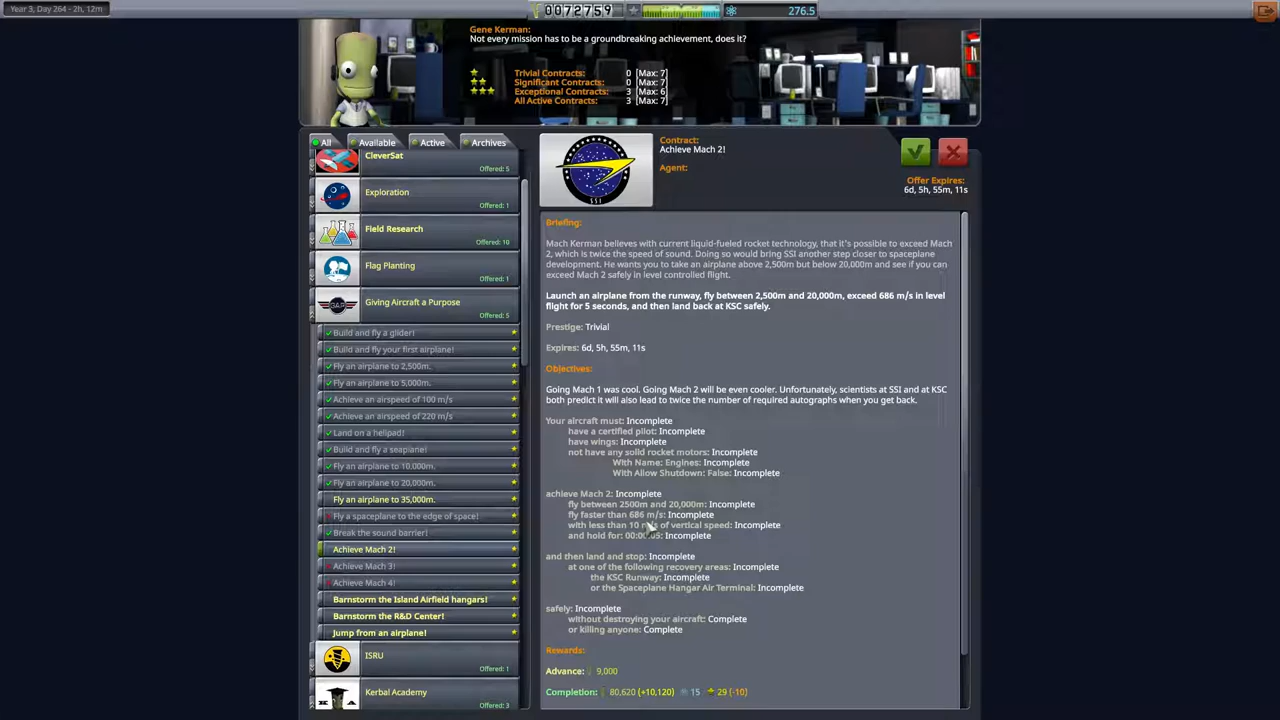 Year 3, Day 264 - 2h, 12m
0072759
276.5
Gene Kerman:
Not every mission has to be a groundbreaking achievement, does it?
Trivial Contracts: 0 [Max: 7]
Significant Contracts: 0 [Max: 7]
Exceptional Contracts: 3 [Max: 6]
All Active Contracts: 3 [Max: 7]
All
Available
Active
Archives
CleverSat
Offered: 5
Exploration
Offered: 1
Field Research
Offered: 10
Flag Planting
Offered: 1
GAP
Giving Aircraft a Purpose
Offered: 5
Build and fly a glider!
Build and fly your first airplane!
Fly an airplane to 2,500m.
Fly an airplane to 5,000m.
Achieve an airspeed of 100 m/s
Achieve an airspeed of 220 m/s
Land on a helipad!
Build and fly a seaplane!
Fly an airplane to 10,000m.
Fly an airplane to 20,000m.
Fly an airplane to 35,000m.
Fly a spaceplane to the edge of space!
Break the sound barrier!
Achieve Mach 2!
Achieve Mach 3!
Achieve Mach 4!
Barnstorm the Island Airfield hangars!
Barnstorm the R&D Center!
Jump from an airplane!
ISRU
Offered: 1
Kerbal Academy
Offered: 3
SSI
Contract:
Achieve Mach 2!
Agent:
Offer Expires:
6d, 5h, 55m, 11s
Briefing:
Mach Kerman believes with current liquid-fueled rocket technology, that it's possible to exceed Mach
2, which is twice the speed of sound. Doing so would bring SSI another step closer to spaceplane
development. He wants you to take an airplane above 2,500m but below 20,000m and see if you can
exceed Mach 2 safely in level controlled flight.
Launch an airplane from the runway, fly between 2,500m and 20,000m, exceed 686 m/s in level
flight for 5 seconds, and then land back at KSC safely.
Prestige: Trivial
Expires: 6d, 5h, 55m, 11s
Objectives:
Going Mach 1 was cool. Going Mach 2 will be even cooler. Unfortunately, scientists at SSI and at KSC
both predict it will also lead to twice the number of required autographs when you get back.
Your aircraft must: Incomplete
have a certified pilot: Incomplete
have wings: Incomplete
not have any solid rocket motors: Incomplete
With Name: Engines: Incomplete
With Allow Shutdown: False: Incomplete
achieve Mach 2: Incomplete
fly between 2500m and 20,000m: Incomplete
fly faster than 686 m/s: Incomplete
with less than 10 m/s of vertical speed: Incomplete
and hold for: 00:00:05: Incomplete
and then land and stop: Incomplete
at one of the following recovery areas: Incomplete
the KSC Runway: Incomplete
or the Spaceplane Hangar Air Terminal: Incomplete
safely: Incomplete
without destroying your aircraft: Complete
or killing anyone: Complete
Rewards:
Advance: 9,000
Completion: 80,620 (+10,120) 15 29 (-10)